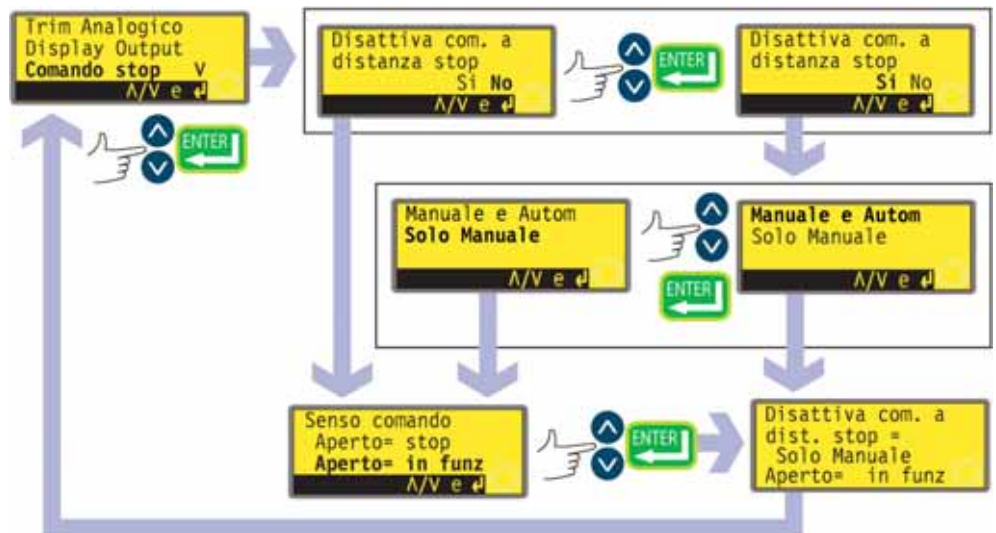 Trim Analogico
Display Output
Comando stop V
Λ/V e ↲
ENTER
Disattiva com. a
distanza stop
Si No
Λ/V e ↲
ENTER
Disattiva com. a
distanza stop
Si No
Λ/V e ↲
Manuale e Autom
Solo Manuale
Λ/V e ↲
ENTER
Manuale e Autom
Solo Manuale
Λ/V e ↲
Senso comando
Aperto= stop
Aperto= in funz
Λ/V e ↲
ENTER
Disattiva com. a
dist. stop =
Solo Manuale
Aperto= in funz